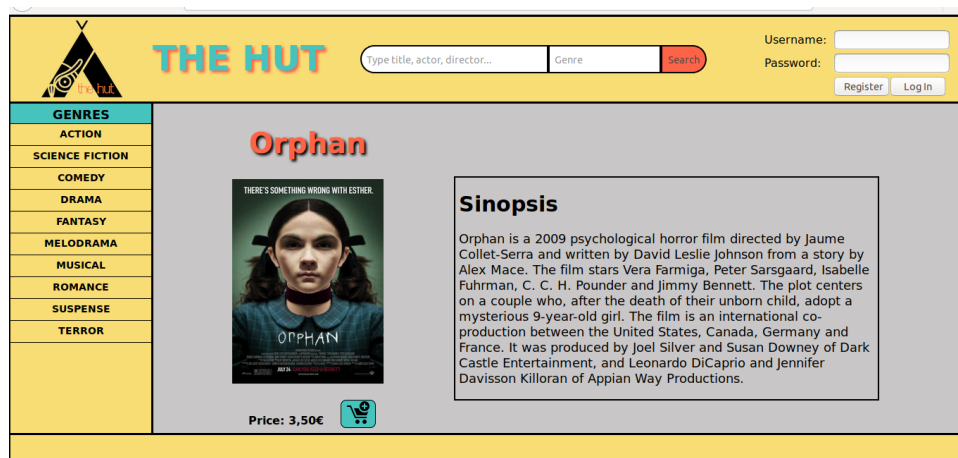 the hut
THE HUT
Type title, actor, director...
Genre
Search
Username:
Password:
Register
Log In
GENRES
ACTION
SCIENCE FICTION
COMEDY
DRAMA
FANTASY
MELODRAMA
MUSICAL
ROMANCE
SUSPENSE
TERROR
Orphan
THERE'S SOMETHING WRONG WITH ESTHER.
ORPHAN
JULY 24
Price: 3,50€
Sinopsis
Orphan is a 2009 psychological horror film directed by Jaume
Collet-Serra and written by David Leslie Johnson from a story by
Alex Mace. The film stars Vera Farmiga, Peter Sarsgaard, Isabelle
Fuhrman, C. C. H. Pounder and Jimmy Bennett. The plot centers
on a couple who, after the death of their unborn child, adopt a
mysterious 9-year-old girl. The film is an international co-
production between the United States, Canada, Germany and
France. It was produced by Joel Silver and Susan Downey of Dark
Castle Entertainment, and Leonardo DiCaprio and Jennifer
Davisson Killoran of Appian Way Productions.